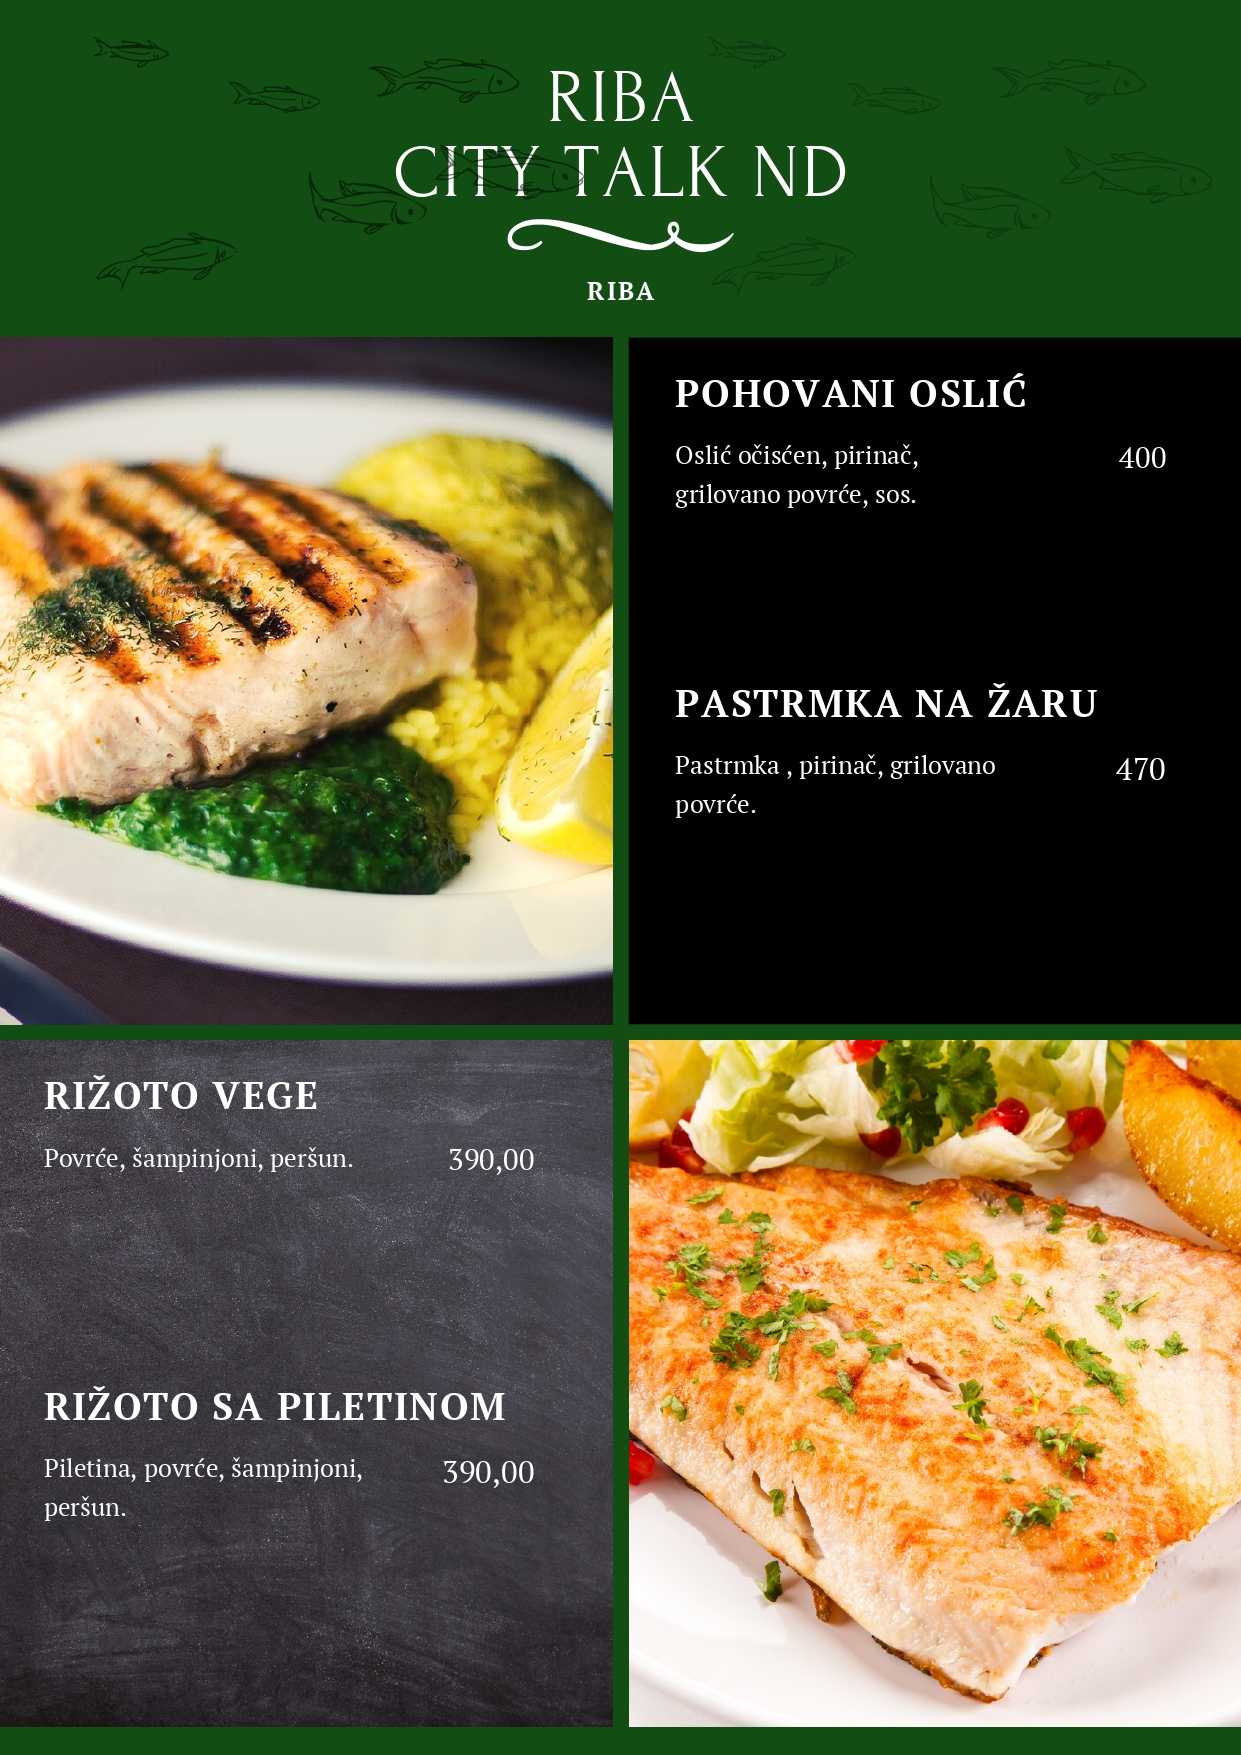 RIBA
CITY TALK ND
RIBA
POHOVANI OSLIĆ
Oslić očisćen, pirinač, 400
grilovano povrće, sos.
PASTRMKA NA ŽARU
Pastrmka , pirinač, grilovano 470
povrće.
RIŽOTO VEGE
Povrće, šampinjoni, peršun. 390,00
RIŽOTO SA PILETINOM
Piletina, povrće, šampinjoni, 390,00
peršun.